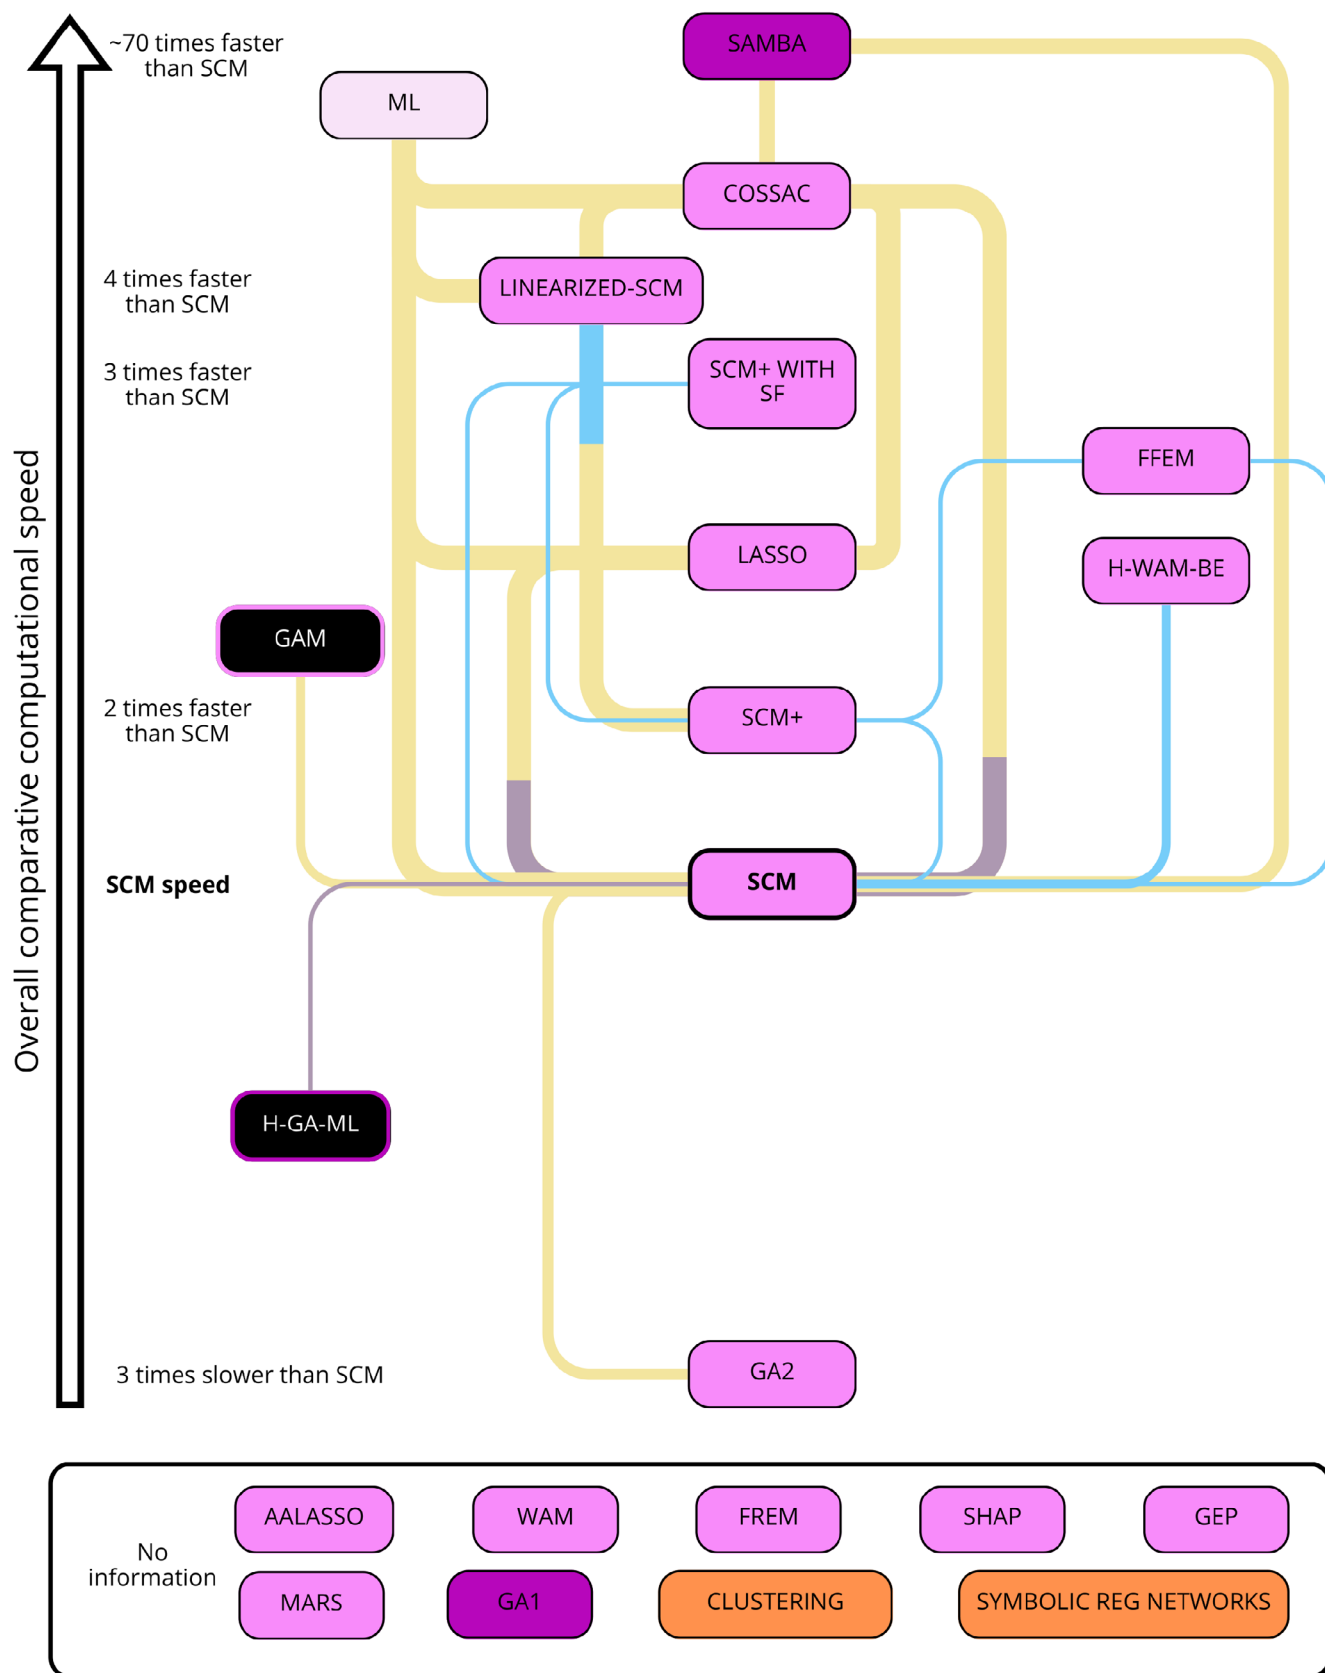 ~70 times faster
than SCM
SAMBA
ML
COSSAC
4 times faster
than SCM
LINEARIZED-SCM
3 times faster
than SCM
SCM+ WITH
SF
FFEM
LASSO
H-WAM-BE
GAM
2 times faster
than SCM
SCM+
Overall comparative computational speed
SCM speed
SCM
H-GA-ML
3 times slower than SCM
GA2
No
information
AALASSO
WAM
FREM
SHAP
GEP
MARS
GA1
CLUSTERING
SYMBOLIC REG NETWORKS